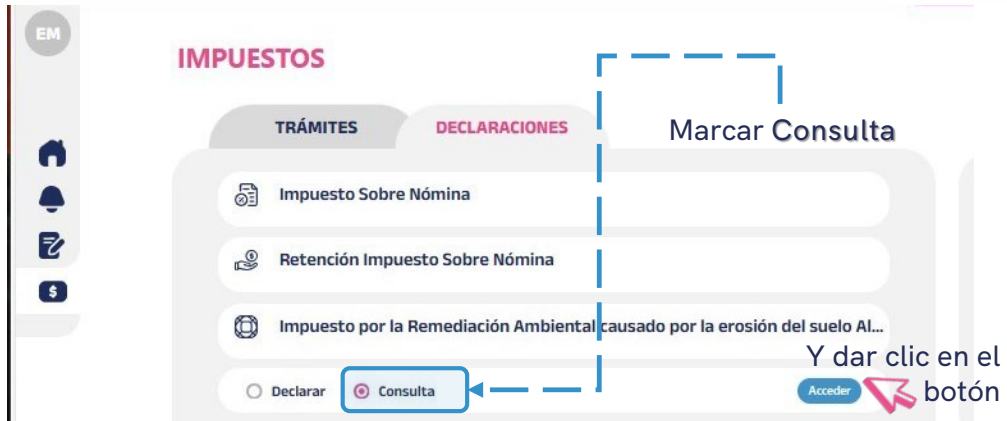 EM
IMPUESTOS
TRÁMITES
DECLARACIONES
Marcar Consulta
Impuesto Sobre Nómina
Retención Impuesto Sobre Nómina
$
Impuesto por la Remediación Ambiental causado por la erosión del suelo Al...
Y dar clic en el
botón
Declarar
Consulta
Acceder